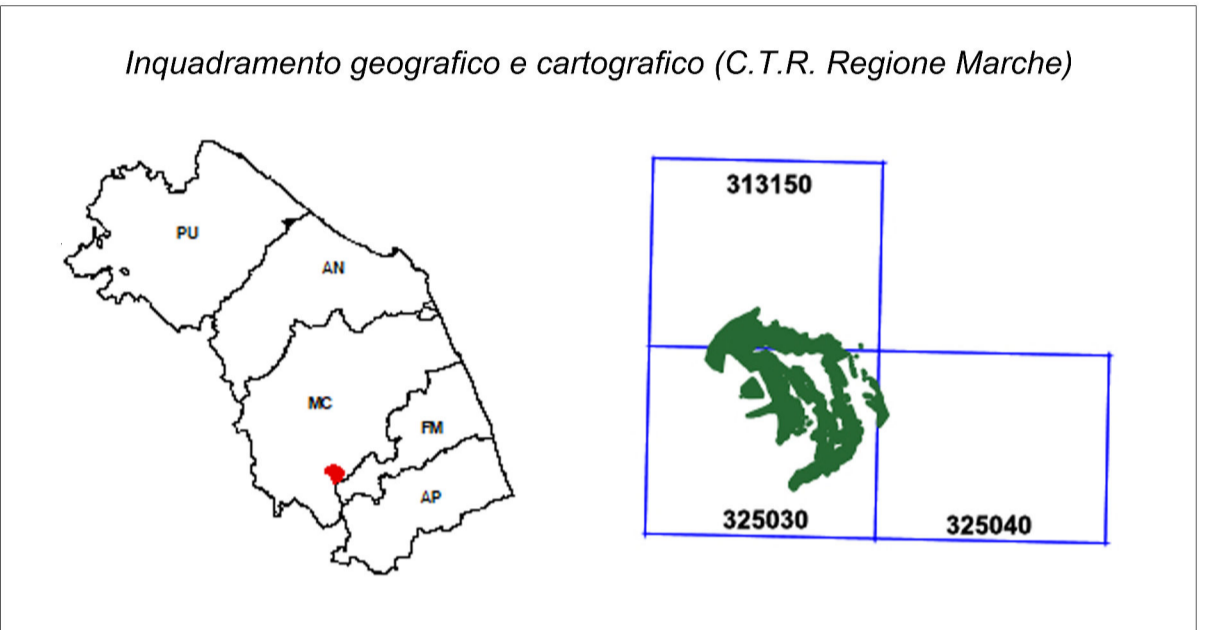 Inquadramento geografico e cartografico (C.T.R. Regione Marche)
PU
AN
MC
FM
AP
313150
325030
325040